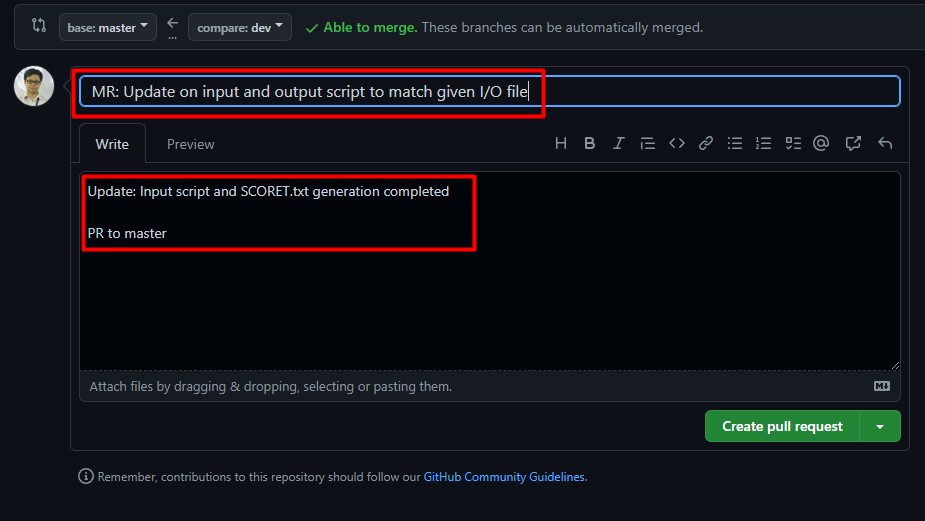 base: master ← ... compare: dev ✓ Able to merge. These branches can be automatically merged.
MR: Update on input and output script to match given I/O file
Write Preview H B I <> @
Update: Input script and SCORET.txt generation completed
PR to master
Attach files by dragging & dropping, selecting or pasting them.
Create pull request
Remember, contributions to this repository should follow our GitHub Community Guidelines.